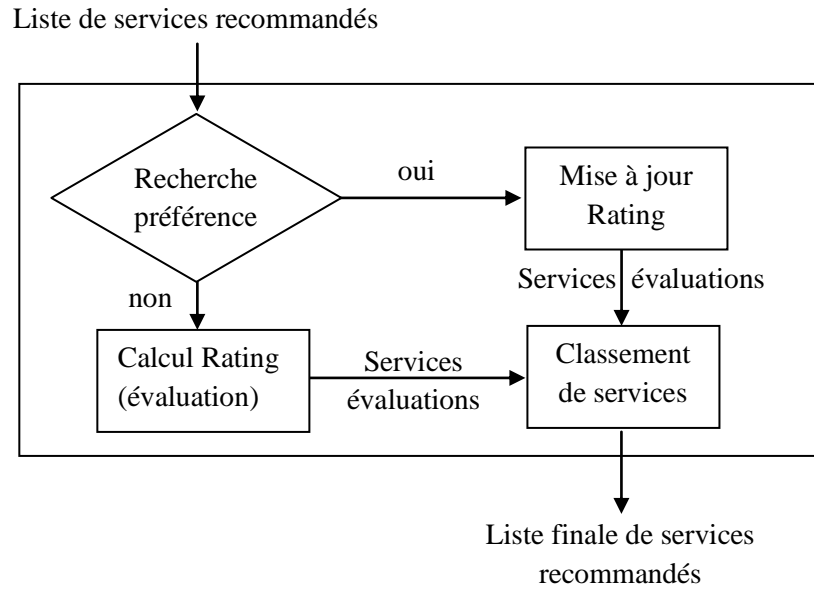 Liste de services recommandés
Recherche
préférence
oui
Mise à jour
Rating
non
Services évaluations
Calcul Rating
(évaluation)
Services
évaluations
Classement
de services
Liste finale de services
recommandés